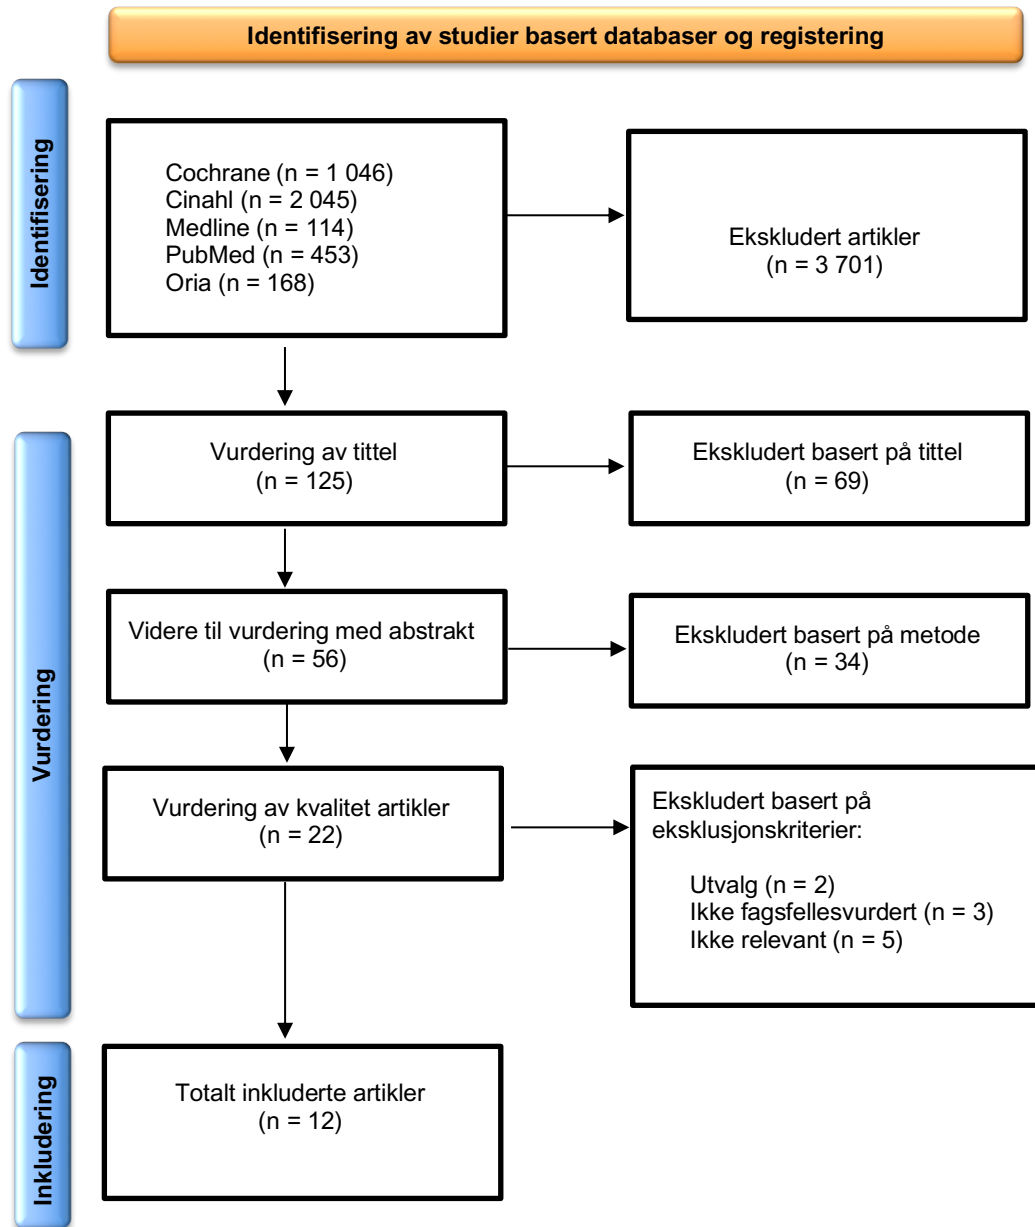 Identifisering av studier basert databaser og registering
Identifisering
Cochrane (n = 1 046)
Cinahl (n = 2 045)
Medline (n = 114)
PubMed (n = 453)
Oria (n = 168)
Ekskludert artikler
(n = 3 701)
Vurdering
Vurdering av tittel
(n = 125)
Ekskludert basert på tittel
(n = 69)
Videre til vurdering med abstrakt
(n = 56)
Ekskludert basert på metode
(n = 34)
Vurdering av kvalitet artikler
(n = 22)
Ekskludert basert på
eksklusjonskriterier:
Utvalg (n = 2)
Ikke fagsfellesvurdert (n = 3)
Ikke relevant (n = 5)
Inkludering
Totalt inkluderte artikler
(n = 12)